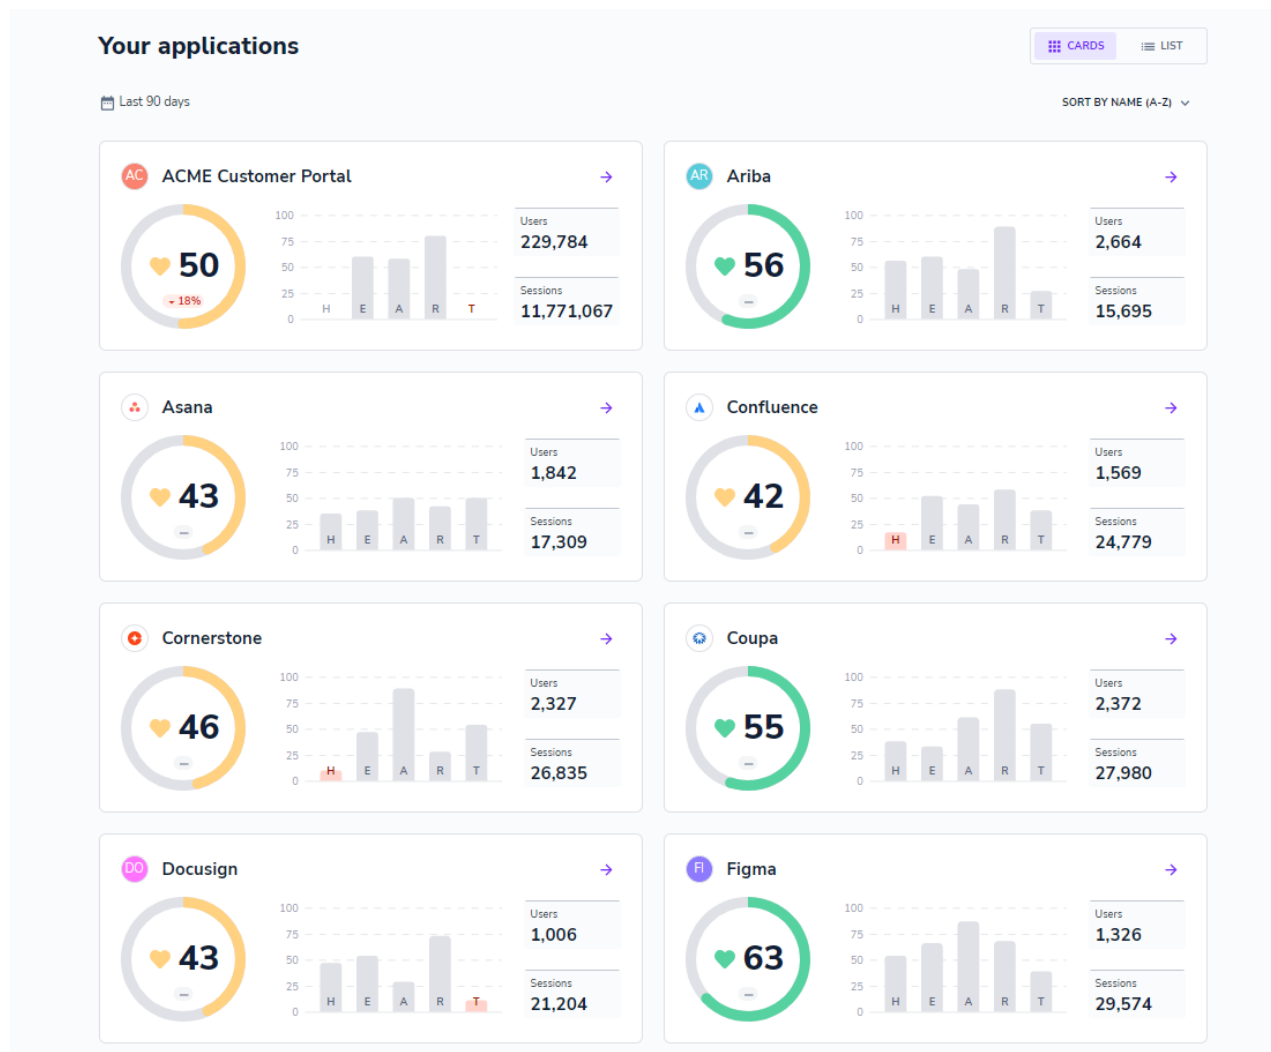 Your applications
CARDS
LIST
Last 90 days
SORT BY NAME (A-Z)
AC
ACME Customer Portal
50
18%
100
75
50
25
0
H E A R T
Users
229,784
Sessions
11,771,067
AR
Ariba
56
–
100
75
50
25
0
H E A R T
Users
2,664
Sessions
15,695
Asana
43
–
100
75
50
25
0
H E A R T
Users
1,842
Sessions
17,309
Confluence
42
–
100
75
50
25
0
H E A R T
Users
1,569
Sessions
24,779
Cornerstone
46
–
100
75
50
25
0
H E A R T
Users
2,327
Sessions
26,835
Coupa
55
–
100
75
50
25
0
H E A R T
Users
2,372
Sessions
27,980
DO
Docusign
43
–
100
75
50
25
0
H E A R T
Users
1,006
Sessions
21,204
FI
Figma
63
–
100
75
50
25
0
H E A R T
Users
1,326
Sessions
29,574